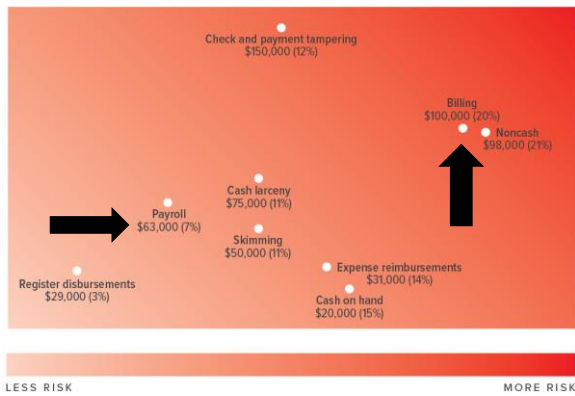 Check and payment tampering
$150,000 (12%)
Billing
$100,000 (20%)
Noncash
$98,000 (21%)
Cash larceny
$75,000 (11%)
Payroll
$63,000 (7%)
Skimming
$50,000 (11%)
Expense reimbursements
$31,000 (14%)
Register disbursements
$29,000 (3%)
Cash on hand
$20,000 (15%)
LESS RISK
MORE RISK